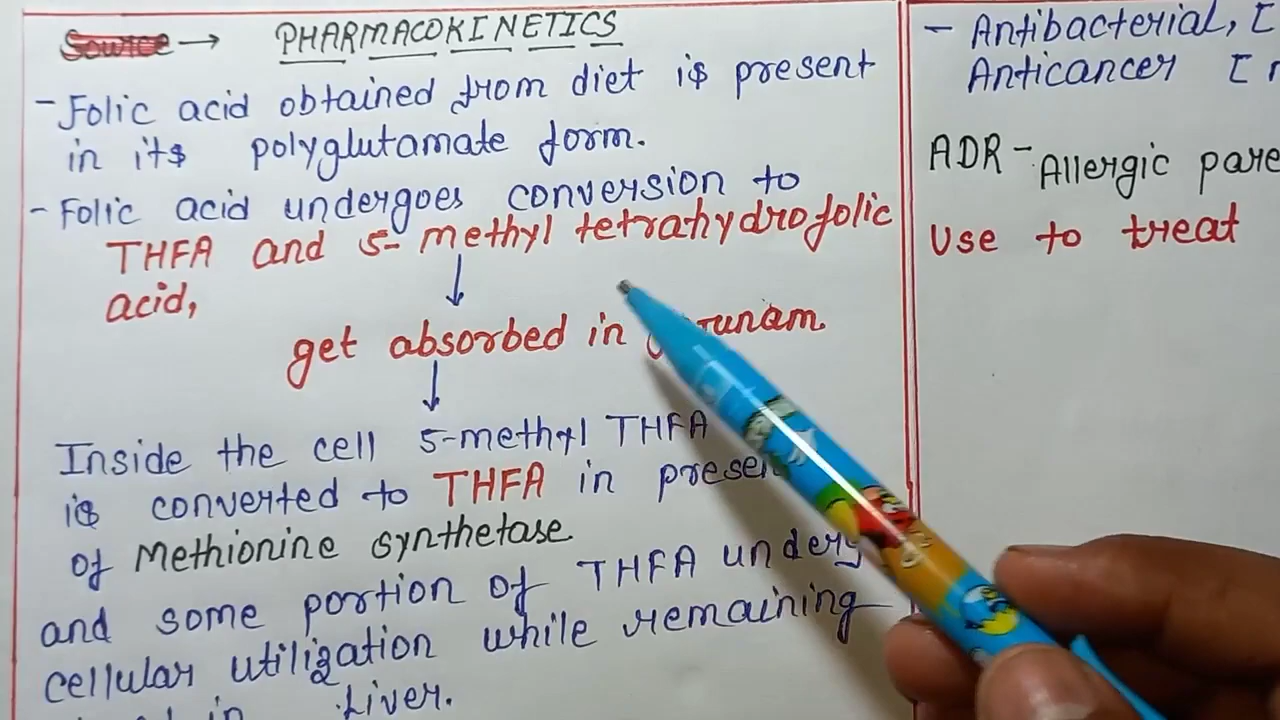 Source → PHARMACOKINETICS
- Folic acid obtained from diet is present
in its polyglutamate form.
- Folic acid undergoes conversion to
THFA and 5-methyl tetrahydrofolic
acid,
get absorbed in
Inside the cell 5-methyl THFA
is converted to THFA in
of Methionine synthetase
and some portion of THFA
cellular utilization while remaining
in Liver.
- Antibacterial, [
Anticancer [
ADR - Allergic
Use to treat